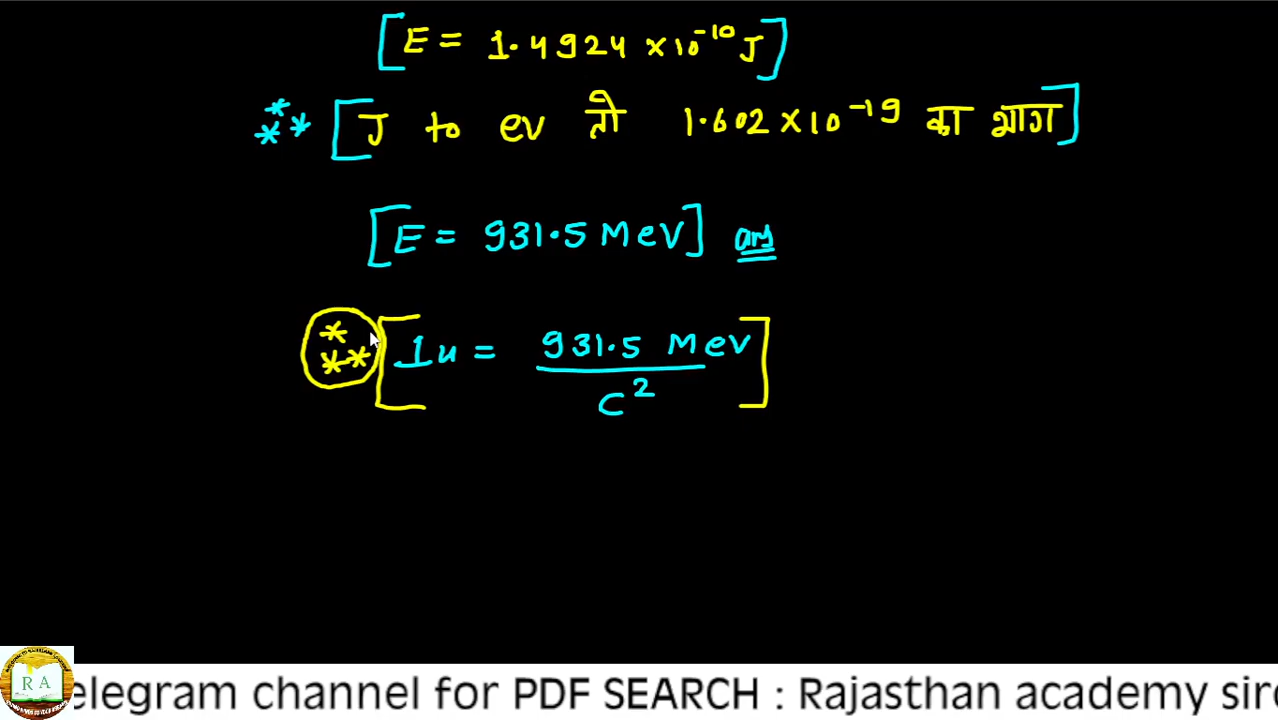 [E = 1.4924 ×10⁻¹⁰ J]
*** [J to ev तो 1.602×10⁻¹⁹ का भाग]
[E = 931.5 MeV] ans
*** [1u = 931.5 MeV / c²]
R A
elegram channel for PDF SEARCH : Rajasthan academy siro